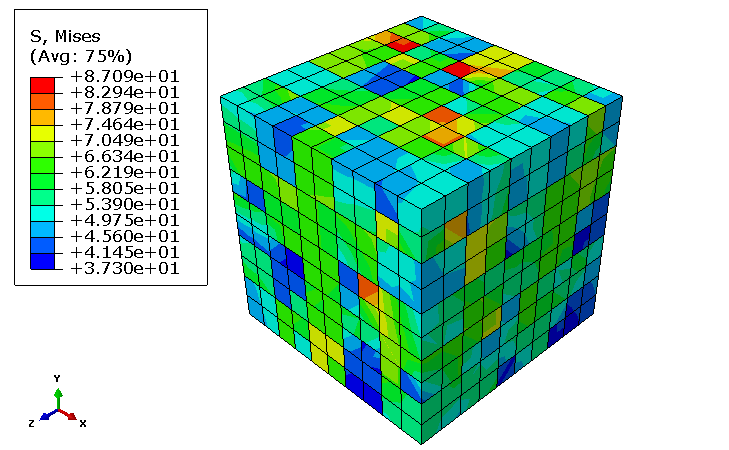 S, Mises
(Avg: 75%)
+8.709e+01
+8.294e+01
+7.879e+01
+7.464e+01
+7.049e+01
+6.634e+01
+6.219e+01
+5.805e+01
+5.390e+01
+4.975e+01
+4.560e+01
+4.145e+01
+3.730e+01
Y
Z
X